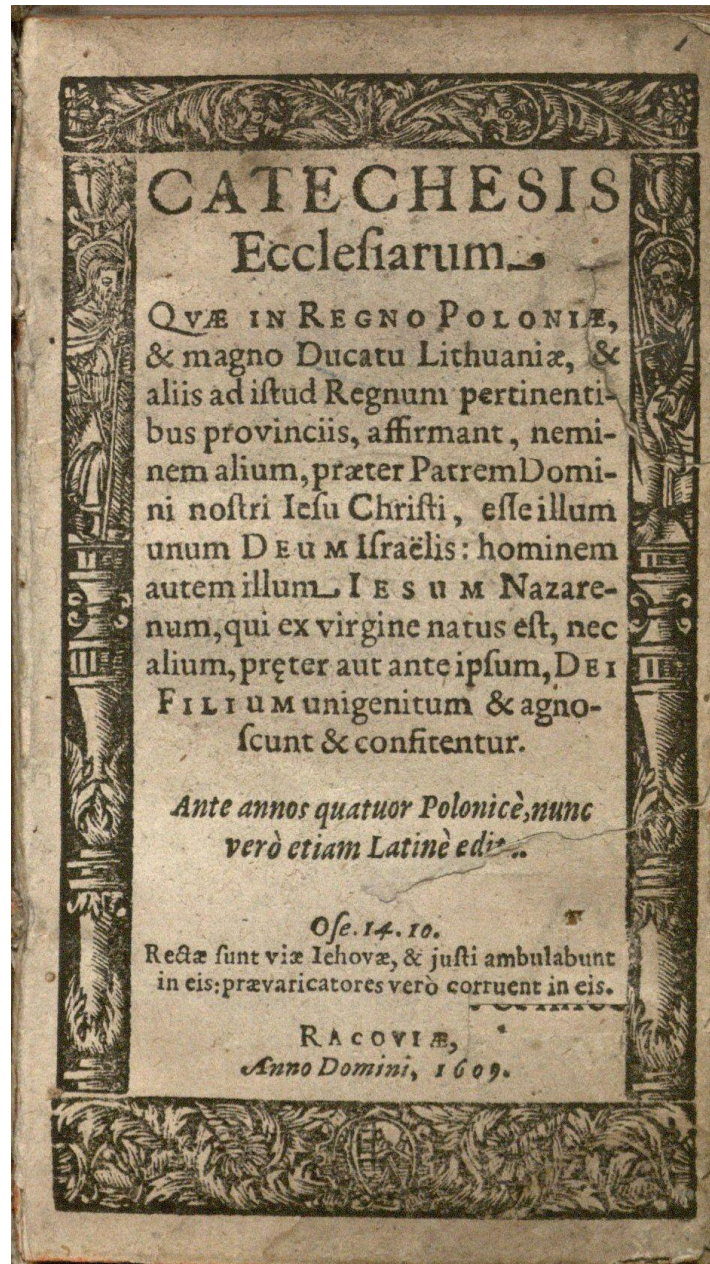 CATECHESIS
Eccleſiarum
QVÆ IN REGNO POLONIÆ,
& magno Ducatu Lithuaniæ, &
aliis ad iſtud Regnum pertinenti-
bus provinciis, affirmant, nemi-
nem alium, præter Patrem Domi-
ni noſtri Ieſu Chriſti, eſſe illum
unum DEUM Iſraëlis: hominem
autem illum IESUM Nazare-
num, qui ex virgine natus eſt, nec
alium, pręter aut ante ipſum, DEI
FILIUM unigenitum & agno-
ſcunt & confitentur.
Ante annos quatuor Polonicè, nunc
verò etiam Latinè
Oſe. 14. 10.
Rectæ ſunt viæ Iehovæ, & juſti ambulabunt
in eis: prævaricatores verò corruent in eis.
RACOVIÆ,
Anno Domini, 1609.